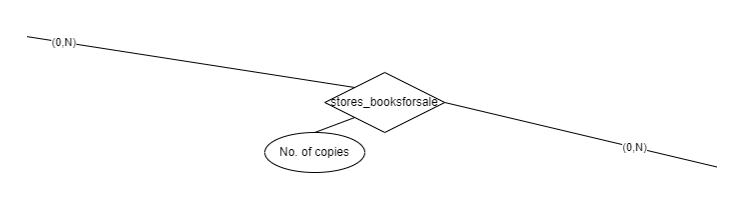 (0,N)
stores_booksforsale
(0,N)
No. of copies